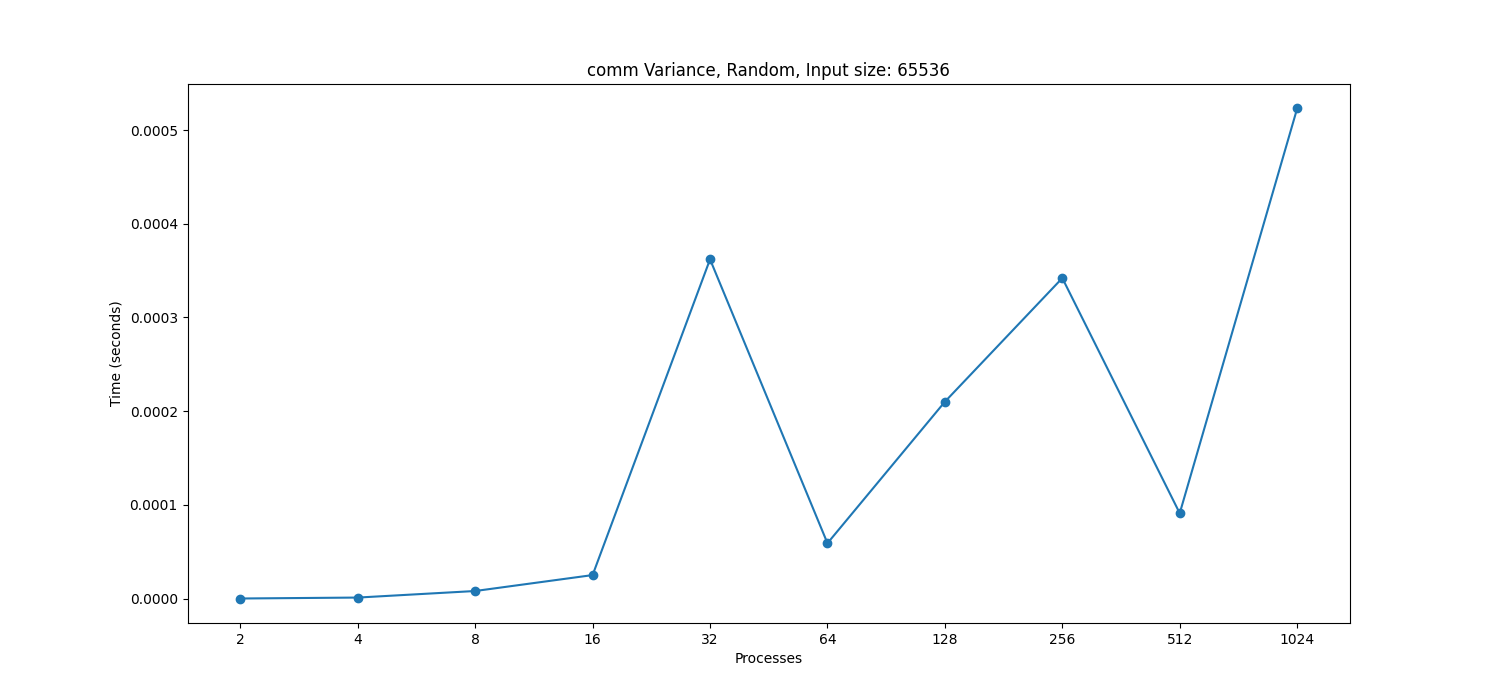 comm Variance, Random, Input size: 65536
0.0005
0.0004
0.0003
0.0002
0.0001
0.0000
Time (seconds)
2 4 8 16 32 64 128 256 512 1024
Processes